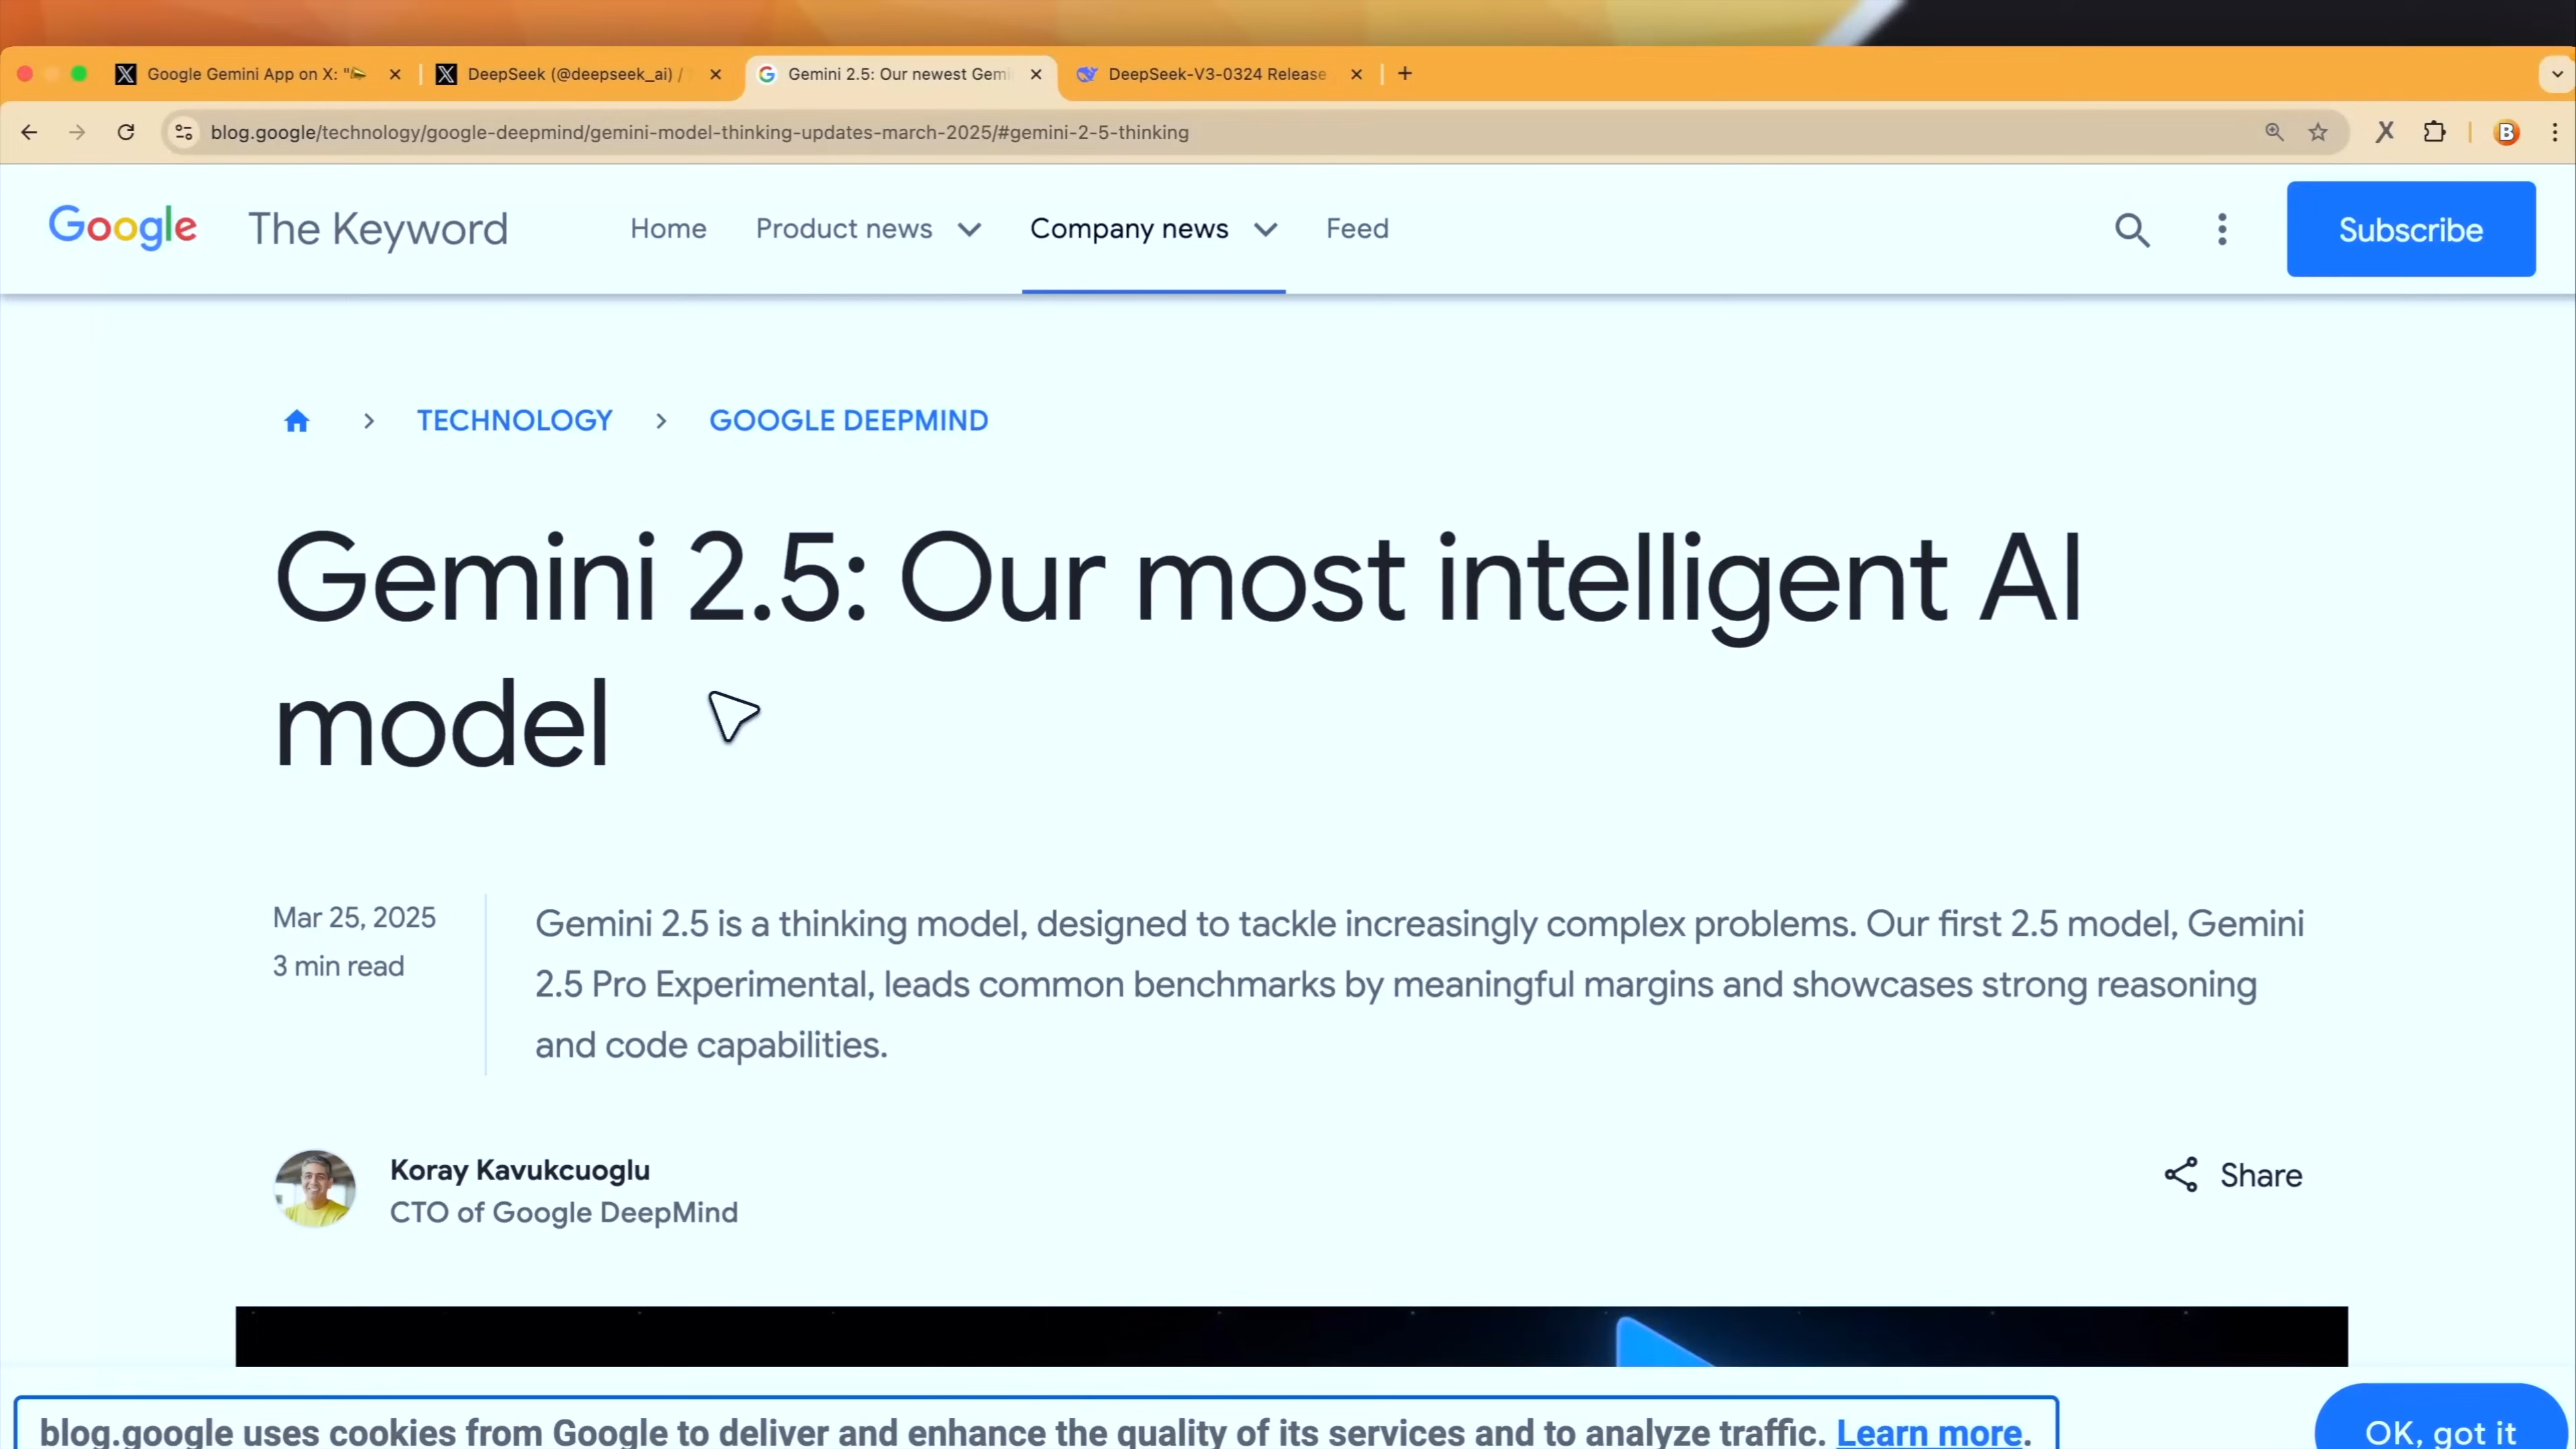 Google Gemini App on X: "
DeepSeek (@deepseek_ai) /
Gemini 2.5: Our newest Gemi
DeepSeek-V3-0324 Release
blog.google/technology/google-deepmind/gemini-model-thinking-updates-march-2025/#gemini-2-5-thinking
B
Google The Keyword Home Product news Company news Feed Subscribe
TECHNOLOGY > GOOGLE DEEPMIND
Gemini 2.5: Our most intelligent AI
model
Mar 25, 2025
3 min read
Gemini 2.5 is a thinking model, designed to tackle increasingly complex problems. Our first 2.5 model, Gemini
2.5 Pro Experimental, leads common benchmarks by meaningful margins and showcases strong reasoning
and code capabilities.
Koray Kavukcuoglu
CTO of Google DeepMind
Share
blog.google uses cookies from Google to deliver and enhance the quality of its services and to analyze traffic. Learn more.
OK, got it